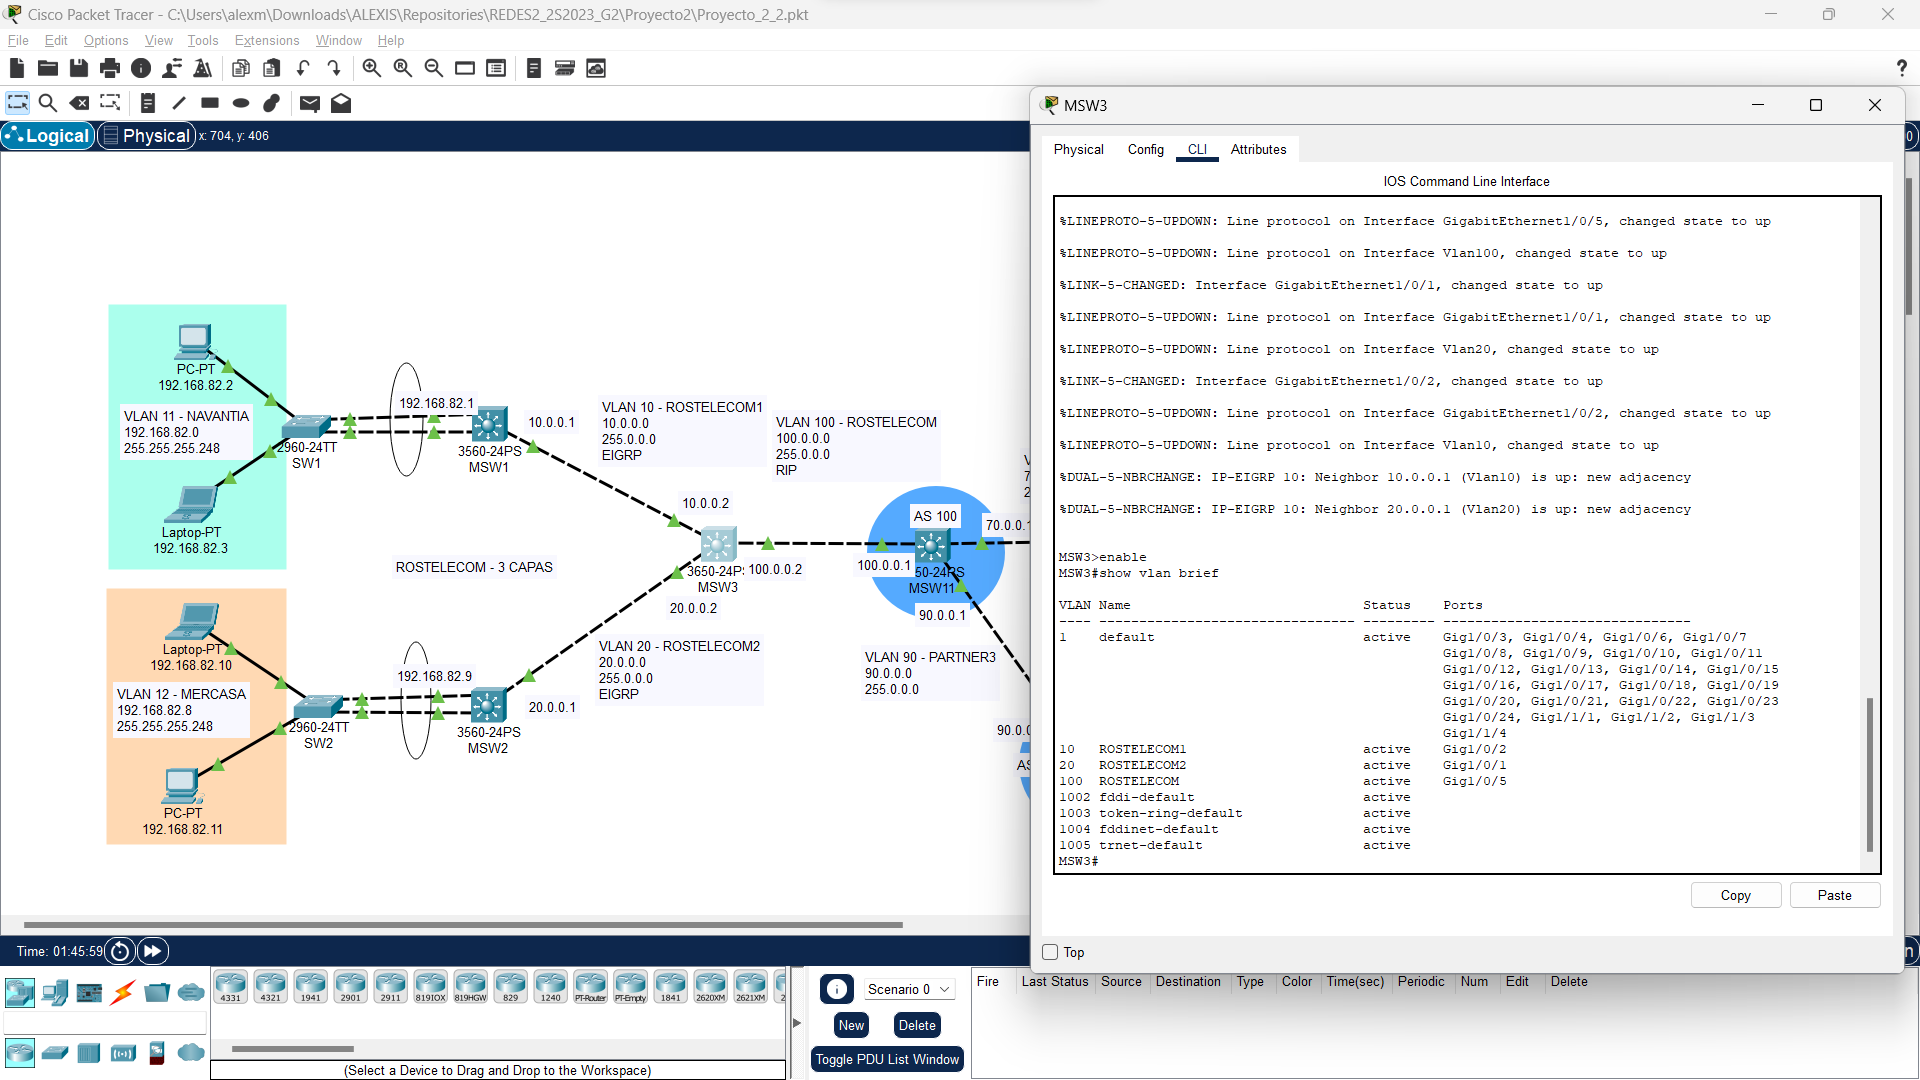 Cisco Packet Tracer - C:\Users\alexm\Downloads\ALEXIS\Repositories\REDES2_2S2023_G2\Proyecto2\Proyecto_2_2.pkt
File Edit Options View Tools Extensions Window Help
?
Logical Physical x: 704, y: 406
PC-PT
192.168.82.2
VLAN 11 - NAVANTIA
192.168.82.0
255.255.255.248
2960-24TT
SW1
Laptop-PT
192.168.82.3
192.168.82.1
3560-24PS
MSW1
10.0.0.1
VLAN 10 - ROSTELECOM1
10.0.0.0
255.0.0.0
EIGRP
VLAN 100 - ROSTELECOM
100.0.0.0
255.0.0.0
RIP
10.0.0.2
AS 100
70.0.0.1
ROSTELECOM - 3 CAPAS
MSW3
100.0.0.2
100.0.0.1
MSW11
20.0.0.2
90.0.0.1
Laptop-PT
192.168.82.10
VLAN 12 - MERCASA
192.168.82.8
255.255.255.248
2960-24TT
SW2
PC-PT
192.168.82.11
192.168.82.9
3560-24PS
MSW2
20.0.0.1
VLAN 20 - ROSTELECOM2
20.0.0.0
255.0.0.0
EIGRP
VLAN 90 - PARTNER3
90.0.0.0
255.0.0.0
MSW3
Physical Config CLI Attributes
IOS Command Line Interface
%LINEPROTO-5-UPDOWN: Line protocol on Interface GigabitEthernet1/0/5, changed state to up
%LINEPROTO-5-UPDOWN: Line protocol on Interface Vlan100, changed state to up
%LINK-5-CHANGED: Interface GigabitEthernet1/0/1, changed state to up
%LINEPROTO-5-UPDOWN: Line protocol on Interface GigabitEthernet1/0/1, changed state to up
%LINEPROTO-5-UPDOWN: Line protocol on Interface Vlan20, changed state to up
%LINK-5-CHANGED: Interface GigabitEthernet1/0/2, changed state to up
%LINEPROTO-5-UPDOWN: Line protocol on Interface GigabitEthernet1/0/2, changed state to up
%LINEPROTO-5-UPDOWN: Line protocol on Interface Vlan10, changed state to up
%DUAL-5-NBRCHANGE: IP-EIGRP 10: Neighbor 10.0.0.1 (Vlan10) is up: new adjacency
%DUAL-5-NBRCHANGE: IP-EIGRP 10: Neighbor 20.0.0.1 (Vlan20) is up: new adjacency
MSW3>enable
MSW3#show vlan brief
VLAN Name Status Ports
---- -------------------------------- --------- -------------------------------
1 default active Gig1/0/3, Gig1/0/4, Gig1/0/6, Gig1/0/7
Gig1/0/8, Gig1/0/9, Gig1/0/10, Gig1/0/11
Gig1/0/12, Gig1/0/13, Gig1/0/14, Gig1/0/15
Gig1/0/16, Gig1/0/17, Gig1/0/18, Gig1/0/19
Gig1/0/20, Gig1/0/21, Gig1/0/22, Gig1/0/23
Gig1/0/24, Gig1/1/1, Gig1/1/2, Gig1/1/3
Gig1/1/4
10 ROSTELECOM1 active Gig1/0/2
20 ROSTELECOM2 active Gig1/0/1
100 ROSTELECOM active Gig1/0/5
1002 fddi-default active
1003 token-ring-default active
1004 fddinet-default active
1005 trnet-default active
MSW3#
Copy Paste
Top
Time: 01:45:59
4331 4321 1941 2901 2911 819IOX 819HGW 829 1240 PT-Router PT-Empty 1841 2620XM 2621XM
(Select a Device to Drag and Drop to the Workspace)
Scenario 0
New Delete
Toggle PDU List Window
Fire Last Status Source Destination Type Color Time(sec) Periodic Num Edit Delete